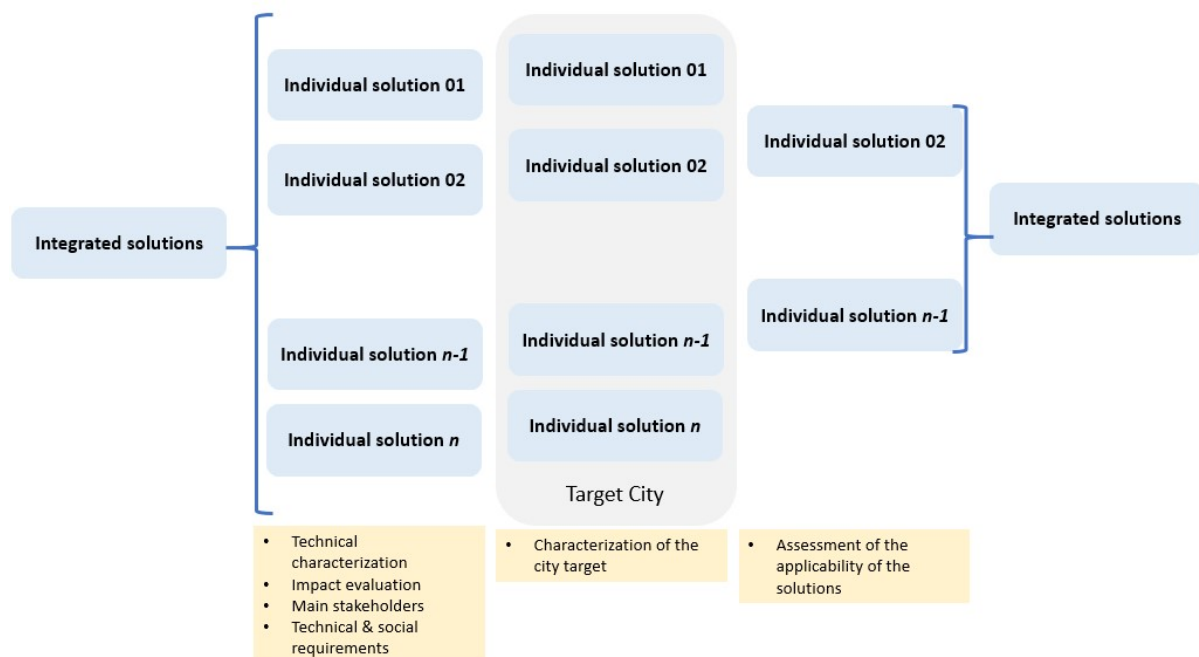 Integrated solutions
Individual solution 01
Individual solution 02
Individual solution n-1
Individual solution n
Individual solution 01
Individual solution 02
Individual solution n-1
Individual solution n
Target City
Individual solution 02
Individual solution n-1
Integrated solutions
• Technical
characterization
• Impact evaluation
• Main stakeholders
• Technical & social
requirements
• Characterization of the
city target
• Assessment of the
applicability of the
solutions